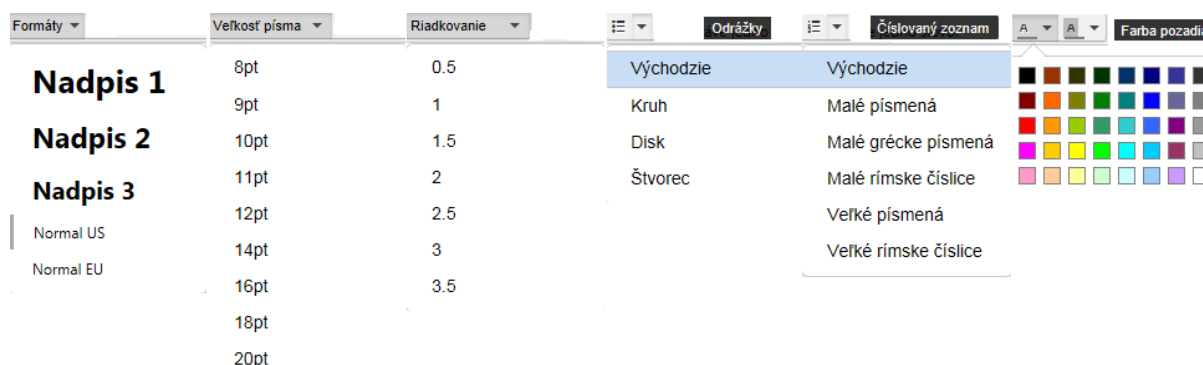 Formáty
Nadpis 1
Nadpis 2
Nadpis 3
Normal US
Normal EU
Veľkosť písma
8pt
9pt
10pt
11pt
12pt
14pt
16pt
18pt
20pt
Riadkovanie
0.5
1
1.5
2
2.5
3
3.5
Odrážky
Východzie
Kruh
Disk
Štvorec
Číslovaný zoznam
Východzie
Malé písmená
Malé grécke písmená
Malé rímske číslice
Veľké písmená
Veľké rímske číslice
A
A
Farba pozadia